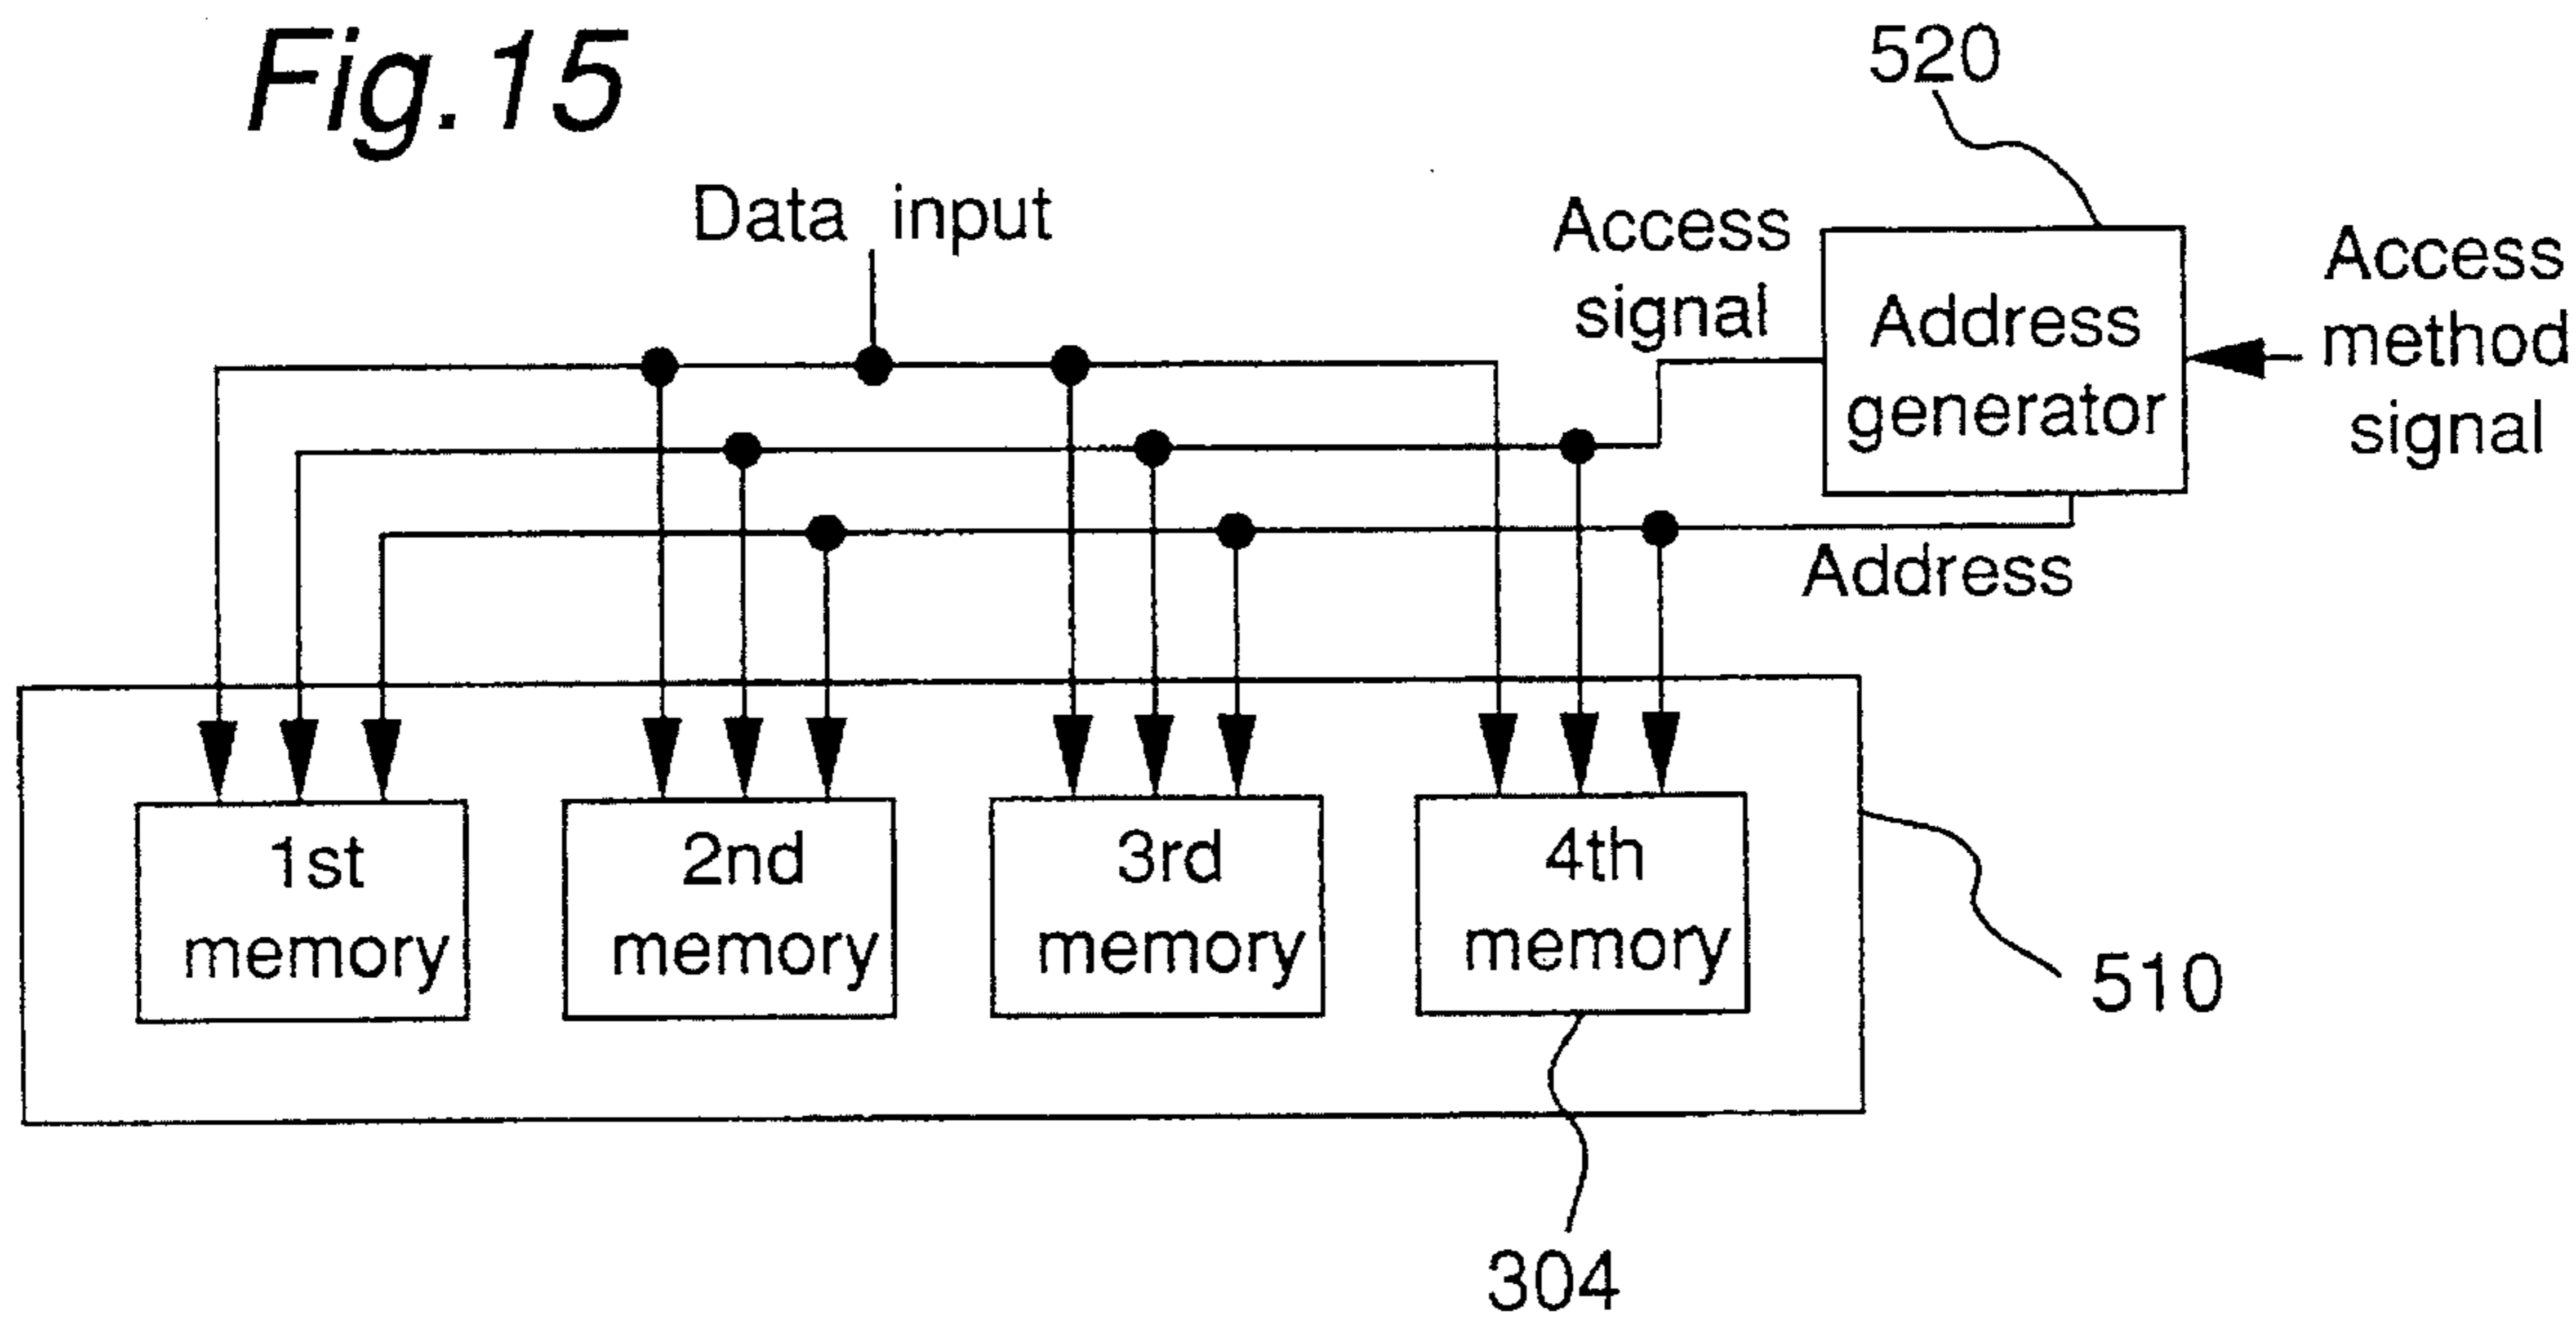 Fig.15
520
Data input
Access
signal
Address
generator
Access
method
signal
Address
1st
memory
2nd
memory
3rd
memory
4th
memory
510
304